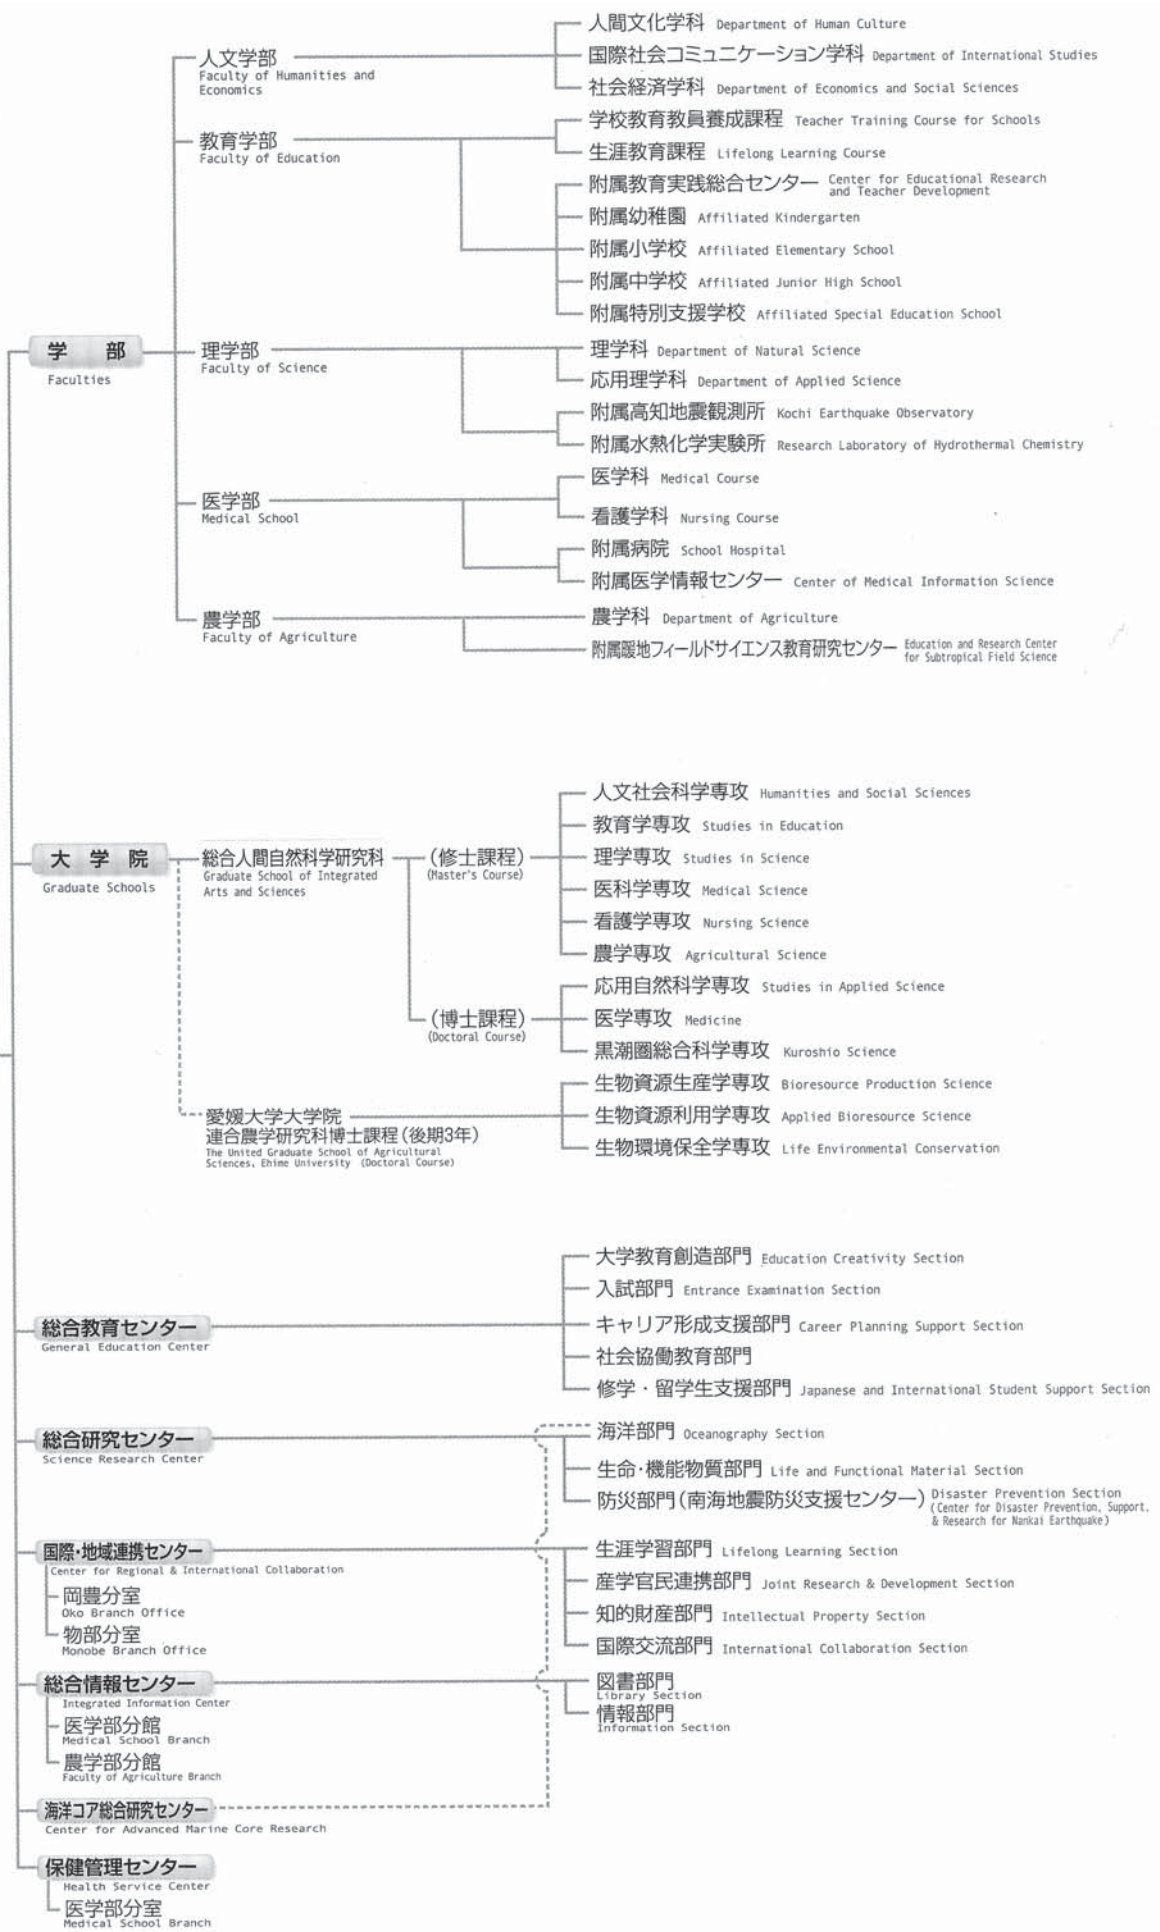 人間文化学科 Department of Human Culture
人文学部
Faculty of Humanities and
Economics
国際社会コミュニケーション学科 Department of International Studies
社会経済学科 Department of Economics and Social Sciences
教育学部
Faculty of Education
学校教育教員養成課程 Teacher Training Course for Schools
生涯教育課程 Lifelong Learning Course
附属教育実践総合センター Center for Educational Research
and Teacher Development
附属幼稚園 Affiliated Kindergarten
附属小学校 Affiliated Elementary School
附属中学校 Affiliated Junior High School
附属特別支援学校 Affiliated Special Education School
学 部
Faculties
理学部
Faculty of Science
理学科 Department of Natural Science
応用理学科 Department of Applied Science
附属高知地震観測所 Kochi Earthquake Observatory
附属水熱化学実験所 Research Laboratory of Hydrothermal Chemistry
医学部
Medical School
医学科 Medical Course
看護学科 Nursing Course
附属病院 School Hospital
附属医学情報センター Center of Medical Information Science
農学部
Faculty of Agriculture
農学科 Department of Agriculture
附属暖地フィールドサイエンス教育研究センター Education and Research Center
for Subtropical Field Science
大 学 院
Graduate Schools
総合人間自然科学研究科
Graduate School of Integrated
Arts and Sciences
(修士課程)
(Master's Course)
人文社会科学専攻 Humanities and Social Sciences
教育学専攻 Studies in Education
理学専攻 Studies in Science
医科学専攻 Medical Science
看護学専攻 Nursing Science
農学専攻 Agricultural Science
(博士課程)
(Doctoral Course)
応用自然科学専攻 Studies in Applied Science
医学専攻 Medicine
黒潮圏総合科学専攻 Kuroshio Science
愛媛大学大学院
連合農学研究科博士課程(後期3年)
The United Graduate School of Agricultural
Sciences, Ehime University (Doctoral Course)
生物資源生産学専攻 Bioresource Production Science
生物資源利用学専攻 Applied Bioresource Science
生物環境保全学専攻 Life Environmental Conservation
総合教育センター
General Education Center
大学教育創造部門 Education Creativity Section
入試部門 Entrance Examination Section
キャリア形成支援部門 Career Planning Support Section
社会協働教育部門
修学・留学生支援部門 Japanese and International Student Support Section
総合研究センター
Science Research Center
海洋部門 Oceanography Section
生命・機能物質部門 Life and Functional Material Section
防災部門(南海地震防災支援センター) Disaster Prevention Section
(Center for Disaster Prevention, Support,
& Research for Nankai Earthquake)
国際・地域連携センター
Center for Regional & International Collaboration
岡豊分室
Oko Branch Office
物部分室
Monobe Branch Office
生涯学習部門 Lifelong Learning Section
産学官民連携部門 Joint Research & Development Section
知的財産部門 Intellectual Property Section
国際交流部門 International Collaboration Section
総合情報センター
Integrated Information Center
医学部分館
Medical School Branch
農学部分館
Faculty of Agriculture Branch
図書部門
Library Section
情報部門
Information Section
海洋コア総合研究センター
Center for Advanced Marine Core Research
保健管理センター
Health Service Center
医学部分室
Medical School Branch